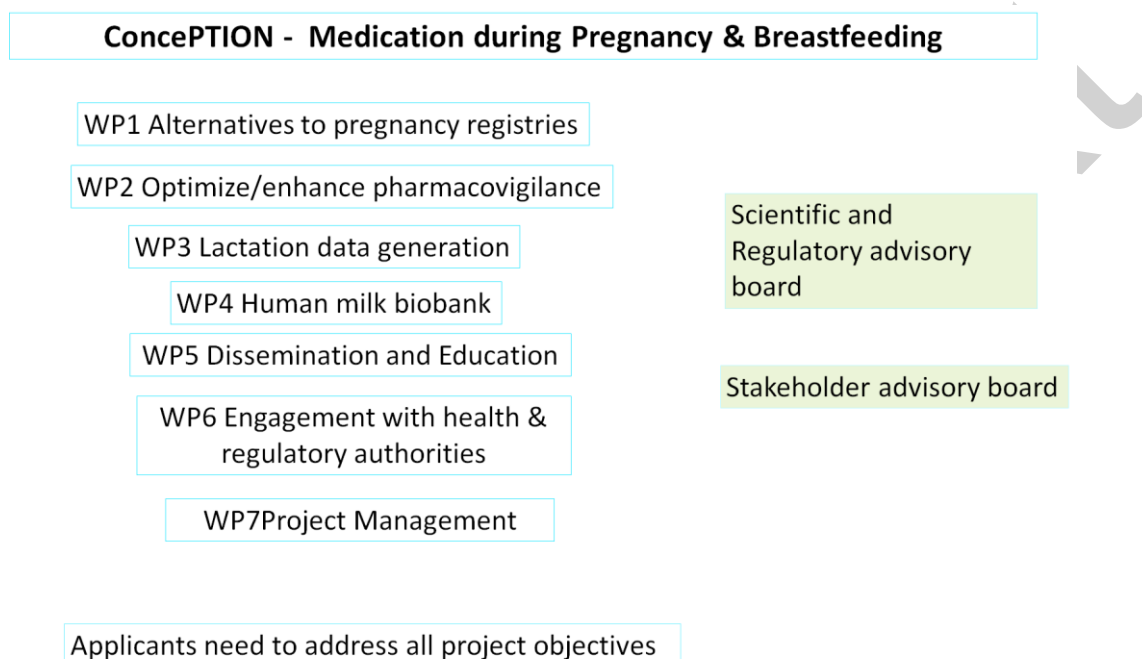 ConcePTION - Medication during Pregnancy & Breastfeeding
WP1 Alternatives to pregnancy registries
WP2 Optimize/enhance pharmacovigilance
WP3 Lactation data generation
WP4 Human milk biobank
WP5 Dissemination and Education
WP6 Engagement with health &
regulatory authorities
WP7Project Management
Scientific and
Regulatory advisory
board
Stakeholder advisory board
Applicants need to address all project objectives